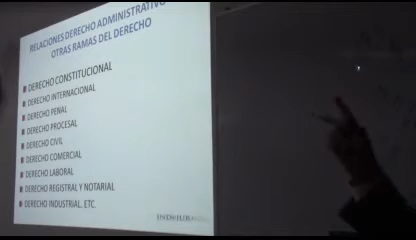 RELACIONES DERECHO ADMINISTRATIVO
OTRAS RAMAS DEL DERECHO
DERECHO CONSTITUCIONAL
DERECHO INTERNACIONAL
DERECHO PENAL
DERECHO PROCESAL
DERECHO CIVIL
DERECHO COMERCIAL
DERECHO LABORAL
DERECHO REGISTRAL Y NOTARIAL
DERECHO INDUSTRIAL. ETC.